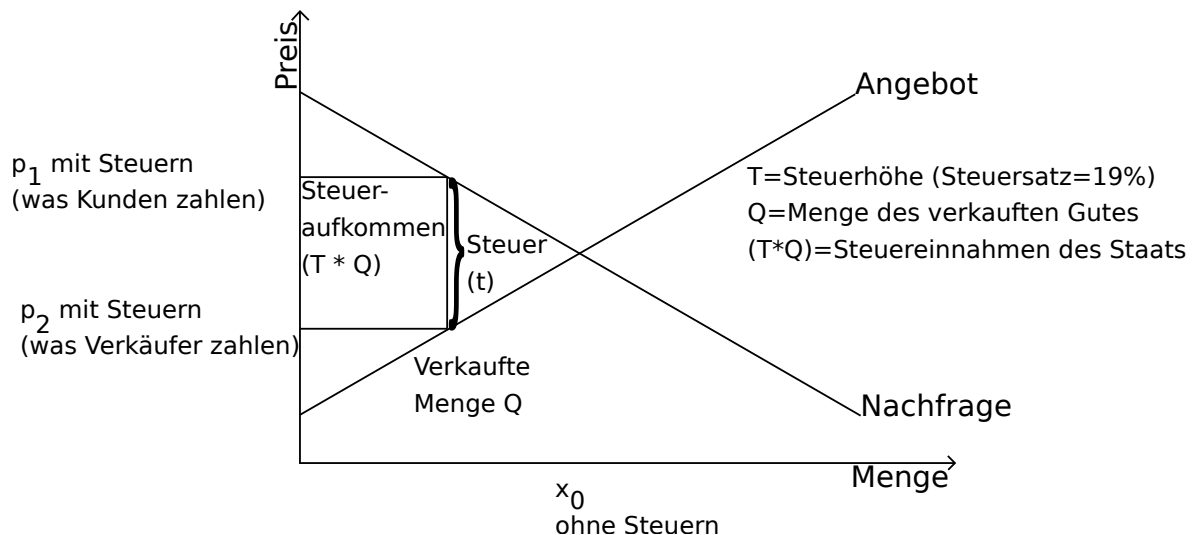 Preis
Angebot
p1 mit Steuern
(was Kunden zahlen)
Steuer-
aufkommen
(T * Q)
Steuer
(t)
T=Steuerhöhe (Steuersatz=19%)
Q=Menge des verkauften Gutes
(T*Q)=Steuereinnahmen des Staats
p2 mit Steuern
(was Verkäufer zahlen)
Verkaufte
Menge Q
Nachfrage
Menge
x0
ohne Steuern